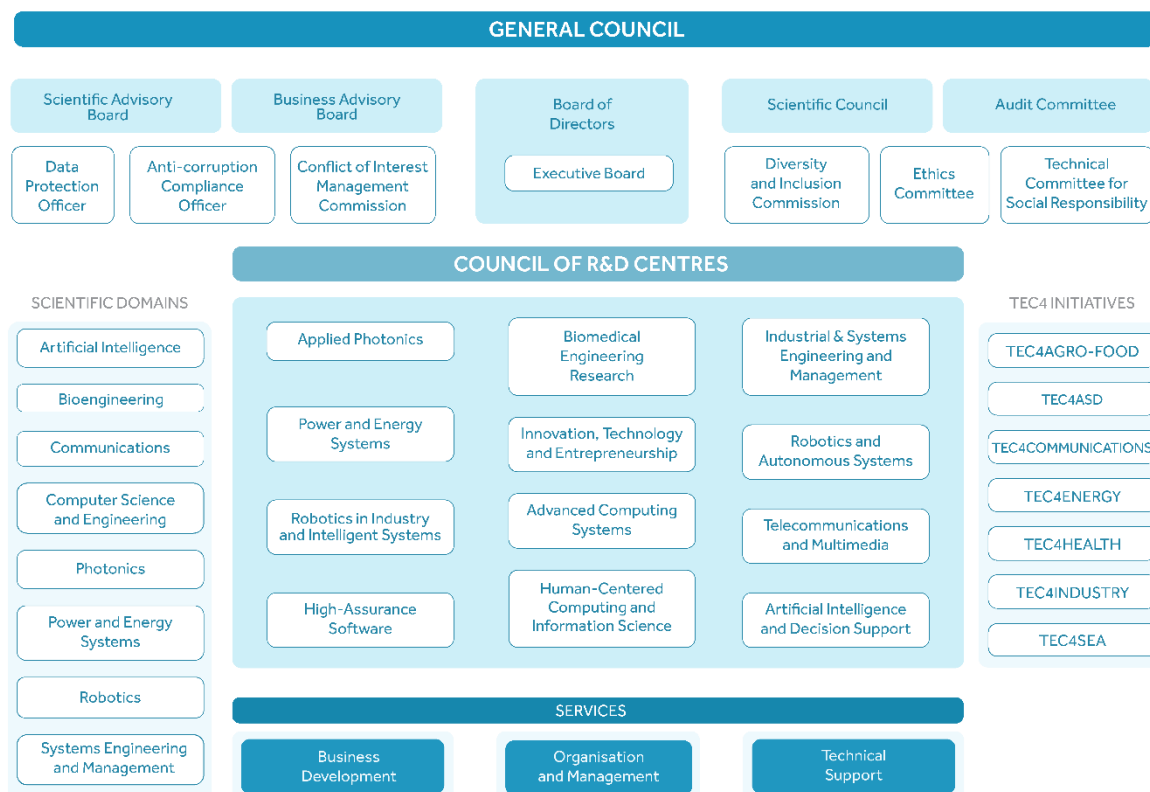 GENERAL COUNCIL
Scientific Advisory
Board
Business Advisory
Board
Board of
Directors
Executive Board
Scientific Council
Audit Committee
Data
Protection
Officer
Anti-corruption
Compliance
Officer
Conflict of Interest
Management
Commission
Diversity
and Inclusion
Commission
Ethics
Committee
Technical
Committee for
Social Responsibility
COUNCIL OF R&D CENTRES
SCIENTIFIC DOMAINS
Artificial Intelligence
Bioengineering
Communications
Computer Science
and Engineering
Photonics
Power and Energy
Systems
Robotics
Systems Engineering
and Management
Applied Photonics
Power and Energy
Systems
Robotics in Industry
and Intelligent Systems
High-Assurance
Software
Biomedical
Engineering
Research
Innovation, Technology
and Entrepreneurship
Advanced Computing
Systems
Human-Centered
Computing and
Information Science
Industrial & Systems
Engineering and
Management
Robotics and
Autonomous Systems
Telecommunications
and Multimedia
Artificial Intelligence
and Decision Support
TEC4 INITIATIVES
TEC4AGRO-FOOD
TEC4ASD
TEC4COMMUNICATIONS
TEC4ENERGY
TEC4HEALTH
TEC4INDUSTRY
TEC4SEA
SERVICES
Business
Development
Organisation
and Management
Technical
Support